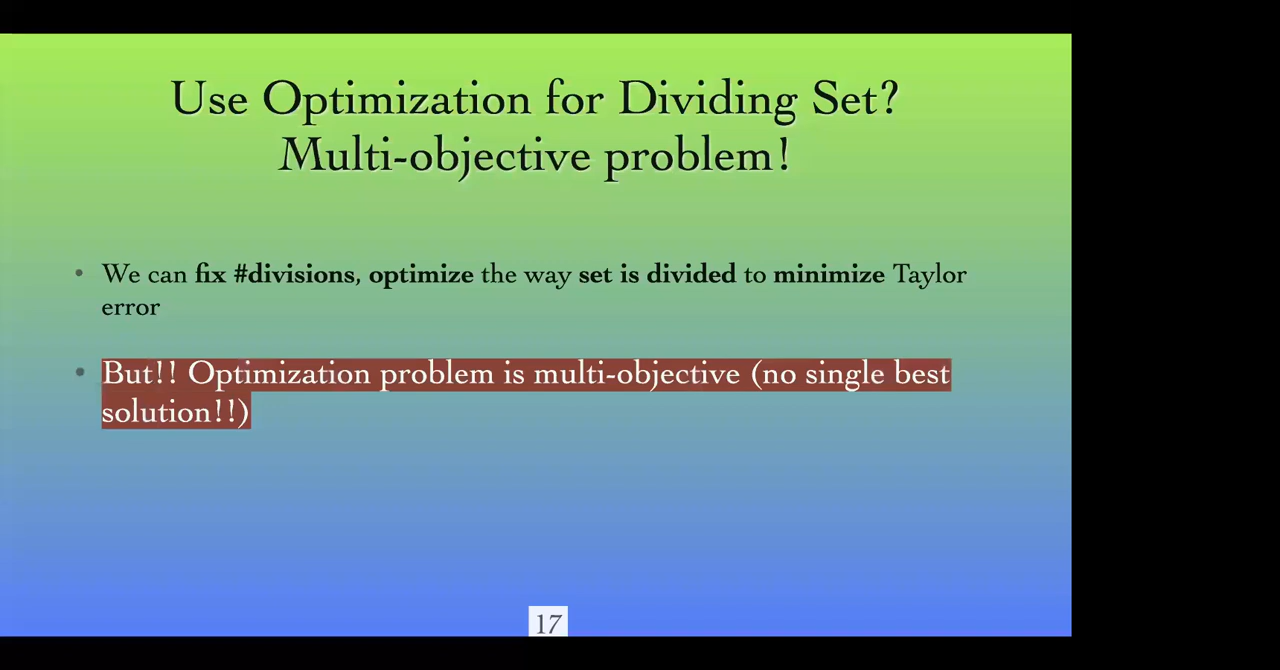 Use Optimization for Dividing Set?
Multi-objective problem!
• We can fix #divisions, optimize the way set is divided to minimize Taylor
error
• But!! Optimization problem is multi-objective (no single best
solution!!)
17